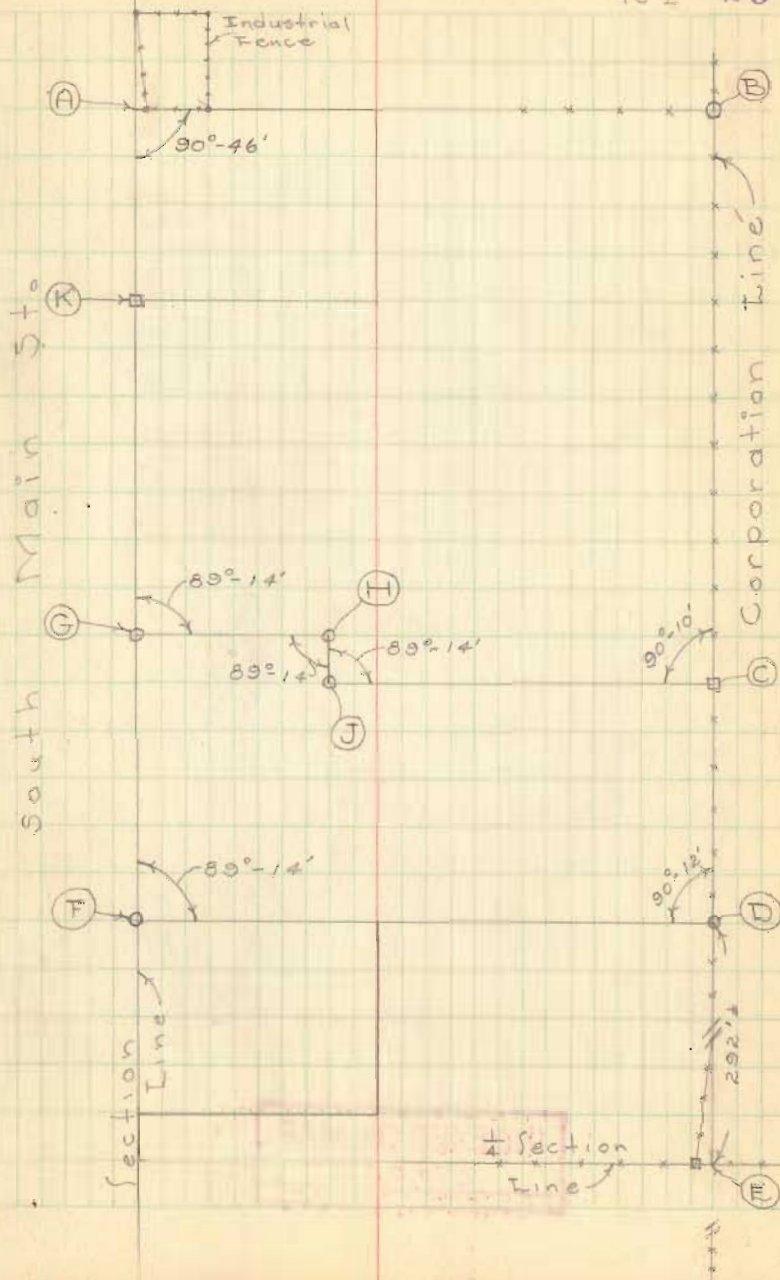 Industrial
Fence
A
B
90°-46'
K
South Main St.
Corporation Line
89°-14'
H
G
89°-14
89°-14'
90°-10'
C
J
89°-14'
90°-12'
F
D
292'±
Section
Line
1/4 Section
Line
E